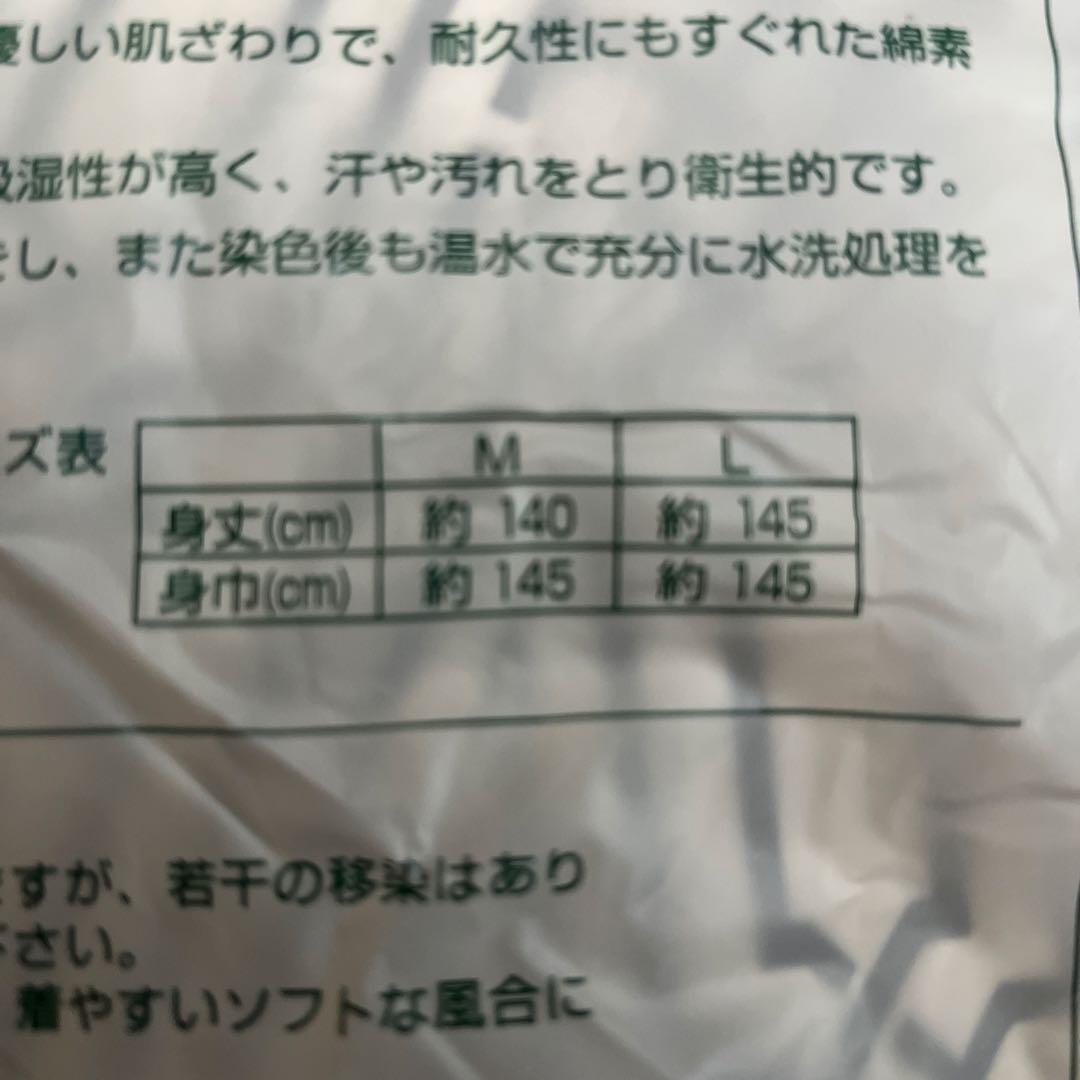 優しい肌ざわりで、耐久性にもすぐれた綿素
吸湿性が高く、汗や汚れをとり衛生的です。
し、また染色後も温水で充分に水洗処理を
ズ表
M L
身丈(cm) 約 140 約 145
身巾(cm) 約 145 約 145
ますが、若干の移染はあり
下さい。
着やすいソフトな風合に